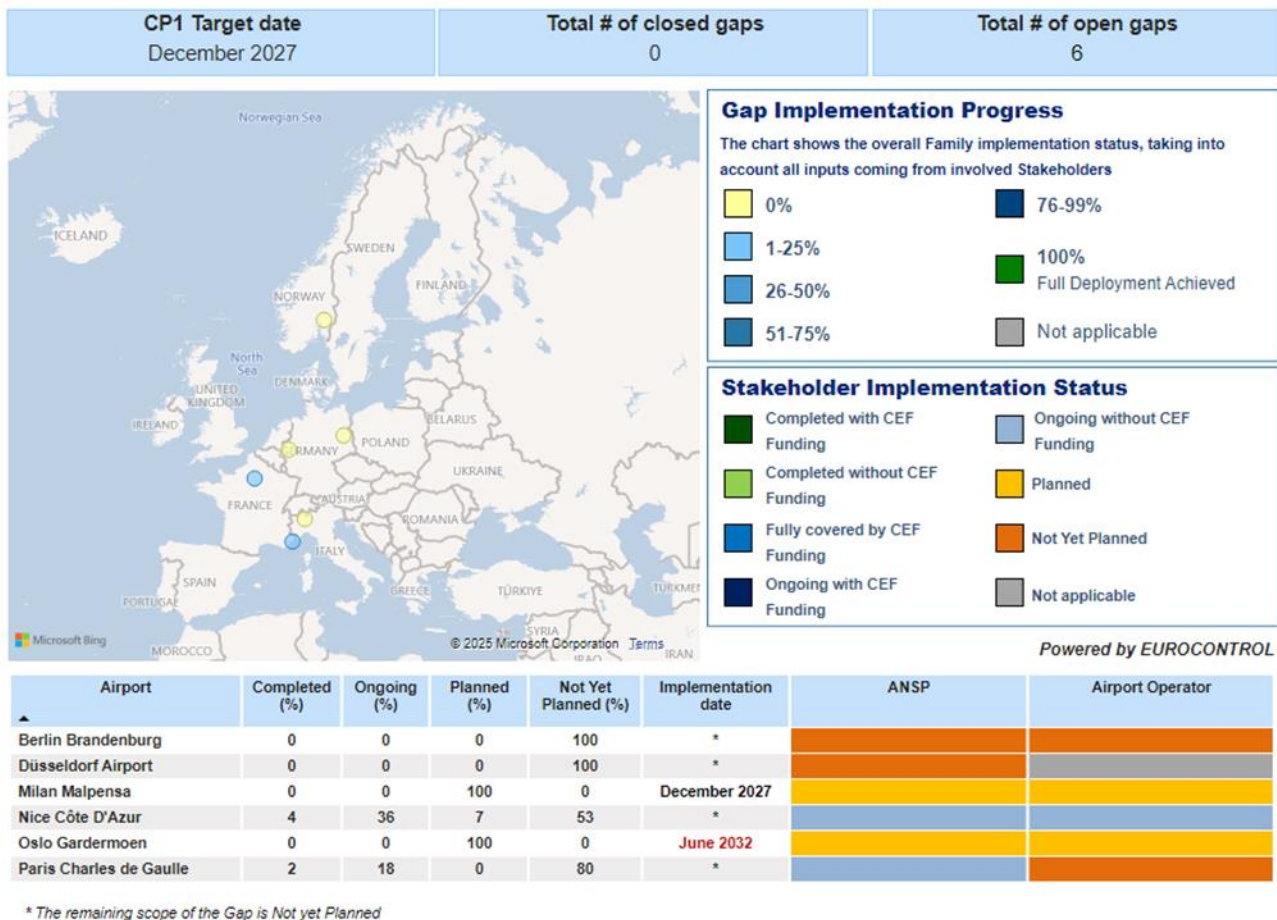 CP1 Target date
December 2027
Total # of closed gaps
0
Total # of open gaps
6
Norwegian Sea
ICELAND
SWEDEN
FINLAND
NORWAY
North
Sea
DENMARK
UNITED
KINGDOM
IRELAND
BELARUS
POLAND
GERMANY
UKRAINE
FRANCE
AUSTRIA
ROMANIA
ITALY
SPAIN
PORTUGAL
GREECE
TÜRKIYE
TURKMEN
SYRIA
MOROCCO
IRAQ
IRAN
Microsoft Bing
© 2025 Microsoft Corporation Terms
Gap Implementation Progress
The chart shows the overall Family implementation status, taking into
account all inputs coming from involved Stakeholders
0%
76-99%
1-25%
100%
Full Deployment Achieved
26-50%
51-75%
Not applicable
Stakeholder Implementation Status
Completed with CEF
Funding
Ongoing without CEF
Funding
Completed without CEF
Funding
Planned
Fully covered by CEF
Funding
Not Yet Planned
Ongoing with CEF
Funding
Not applicable
Powered by EUROCONTROL
Airport Completed (%) Ongoing (%) Planned (%) Not Yet Planned (%) Implementation date ANSP Airport Operator
Berlin Brandenburg 0 0 0 100 *
Düsseldorf Airport 0 0 0 100 *
Milan Malpensa 0 0 100 0 December 2027
Nice Côte D'Azur 4 36 7 53 *
Oslo Gardermoen 0 0 100 0 June 2032
Paris Charles de Gaulle 2 18 0 80 *
* The remaining scope of the Gap is Not yet Planned